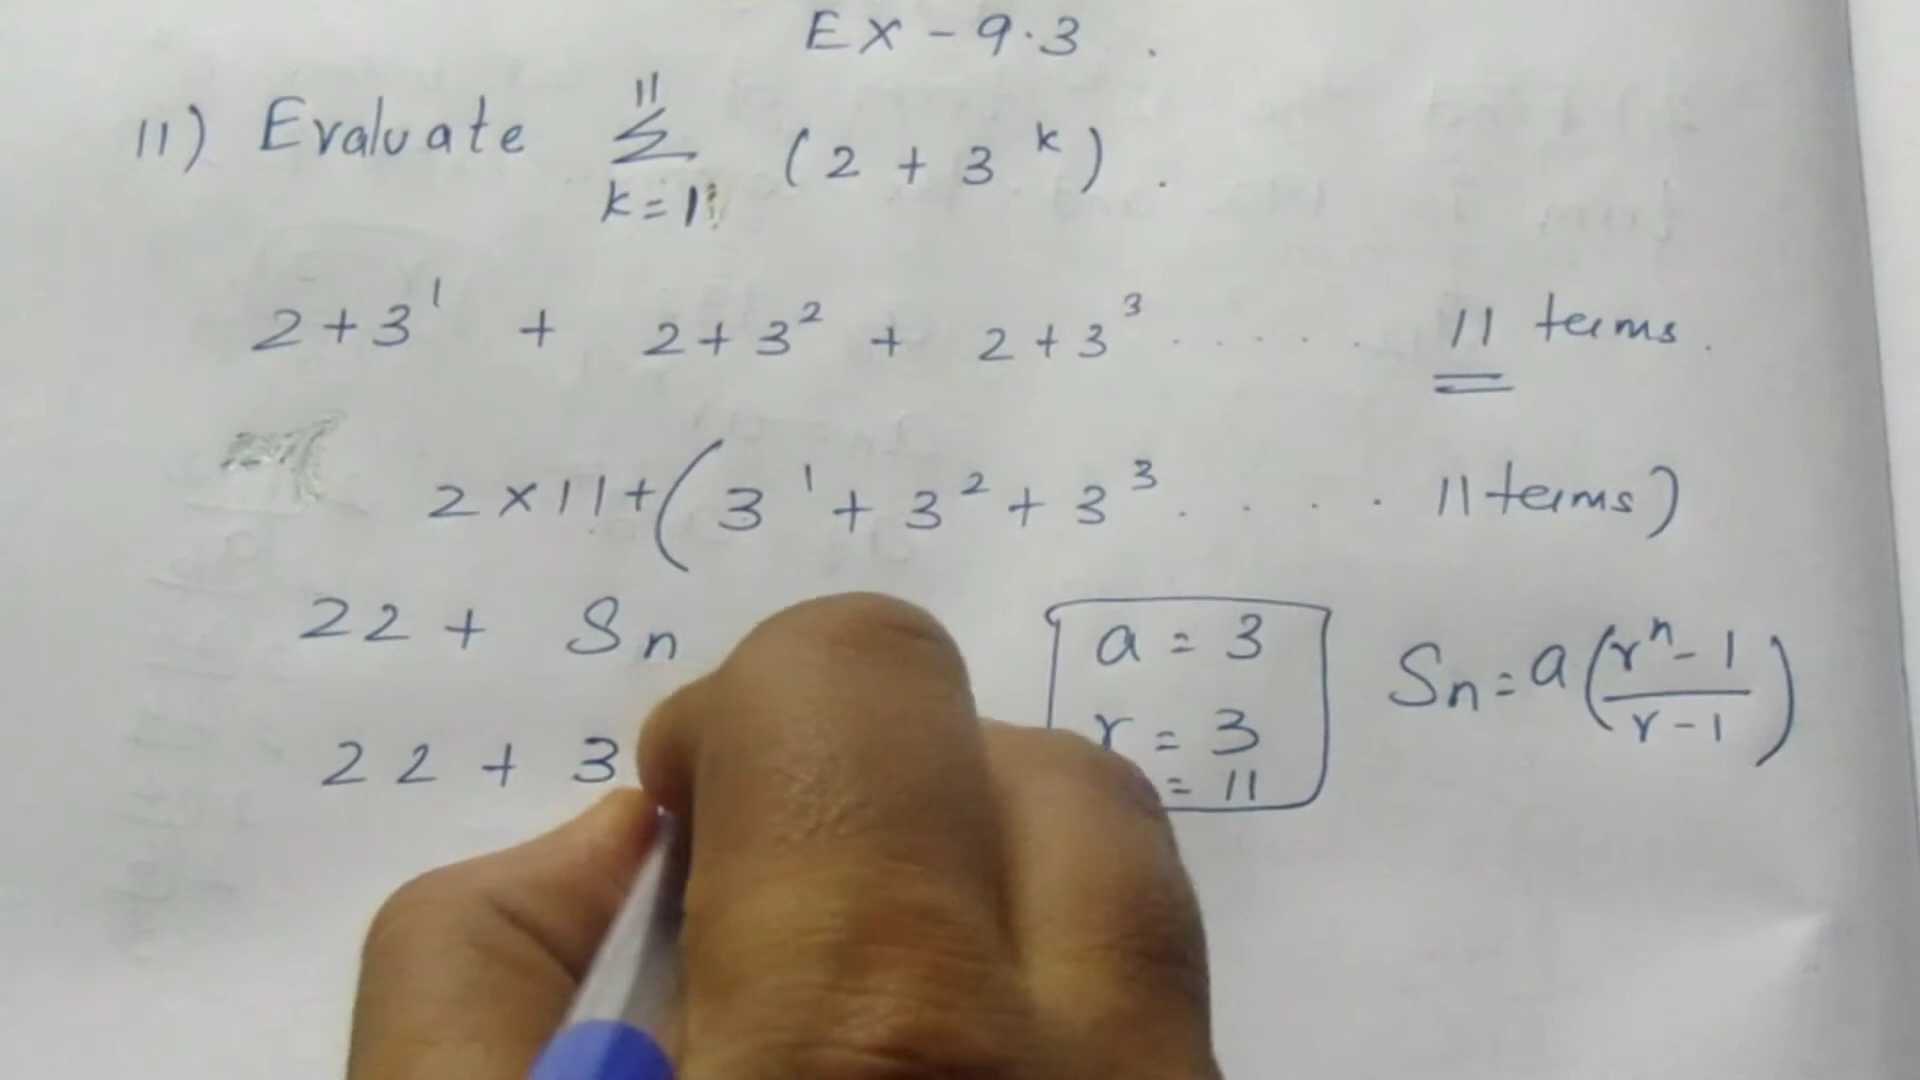 Ex - 9.3 .
11) Evaluate 11 Σ k=1 (2 + 3^k) .
2+3^1 + 2+3^2 + 2+3^3 ..... 11 terms.
2×11+(3^1+3^2+3^3. . . . 11 terms)
22 + Sn a = 3 Sn = a(r^n-1/r-1)
22 + 3 r = 3
= 11